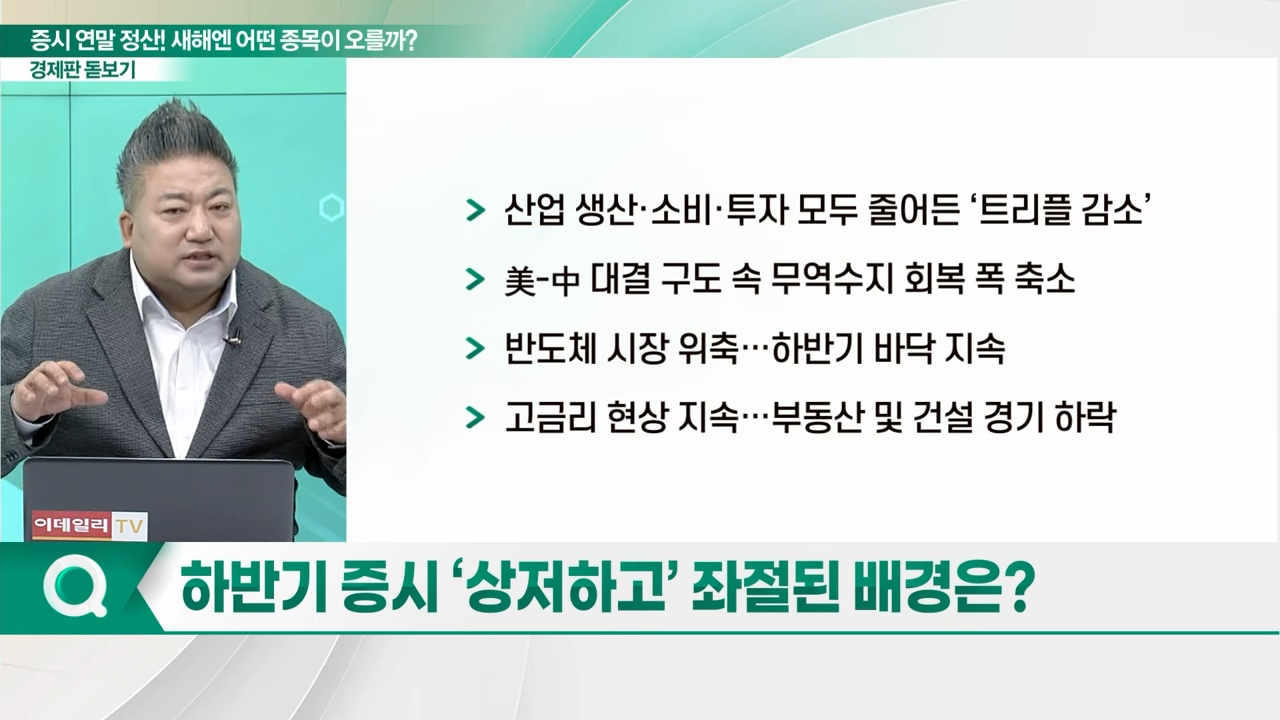 증시 연말 정산! 새해엔 어떤 종목이 오를까?
경제판 돋보기
> 산업 생산·소비·투자 모두 줄어든 ‘트리플 감소’
> 美-中 대결 구도 속 무역수지 회복 폭 축소
> 반도체 시장 위축…하반기 바닥 지속
> 고금리 현상 지속…부동산 및 건설 경기 하락
이데일리 TV
Q 하반기 증시 ‘상저하고’ 좌절된 배경은?